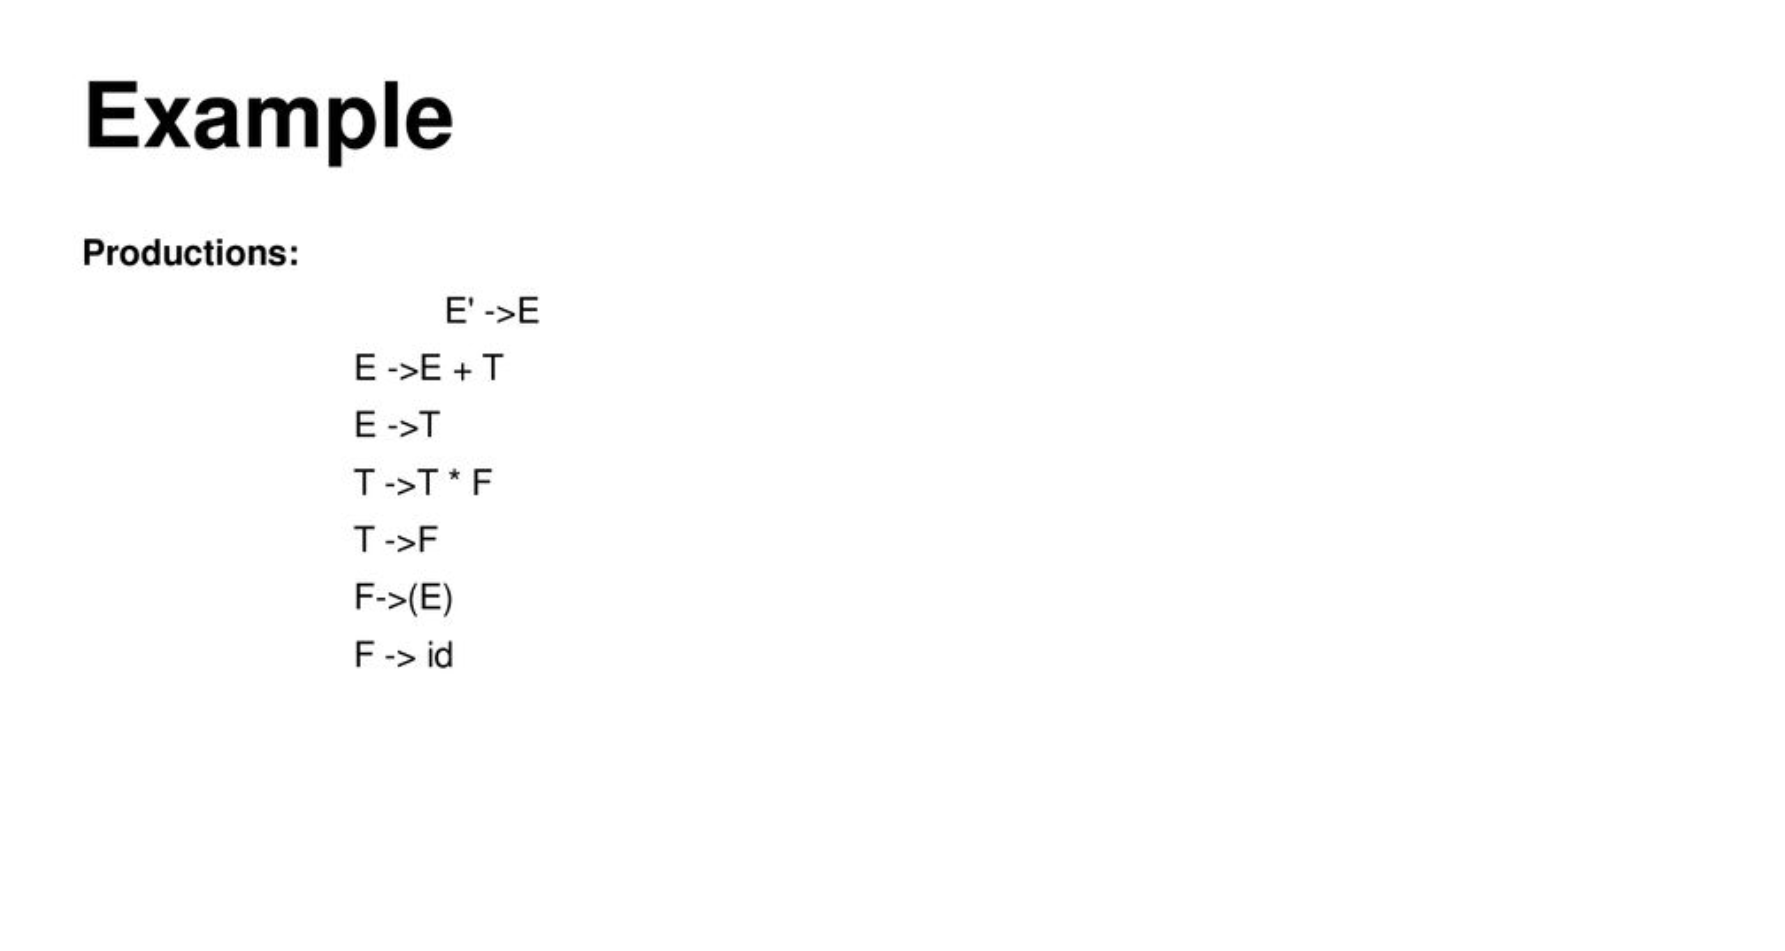 Example
Productions:
E' ->E
E ->E + T
E ->T
T ->T * F
T ->F
F->(E)
F -> id